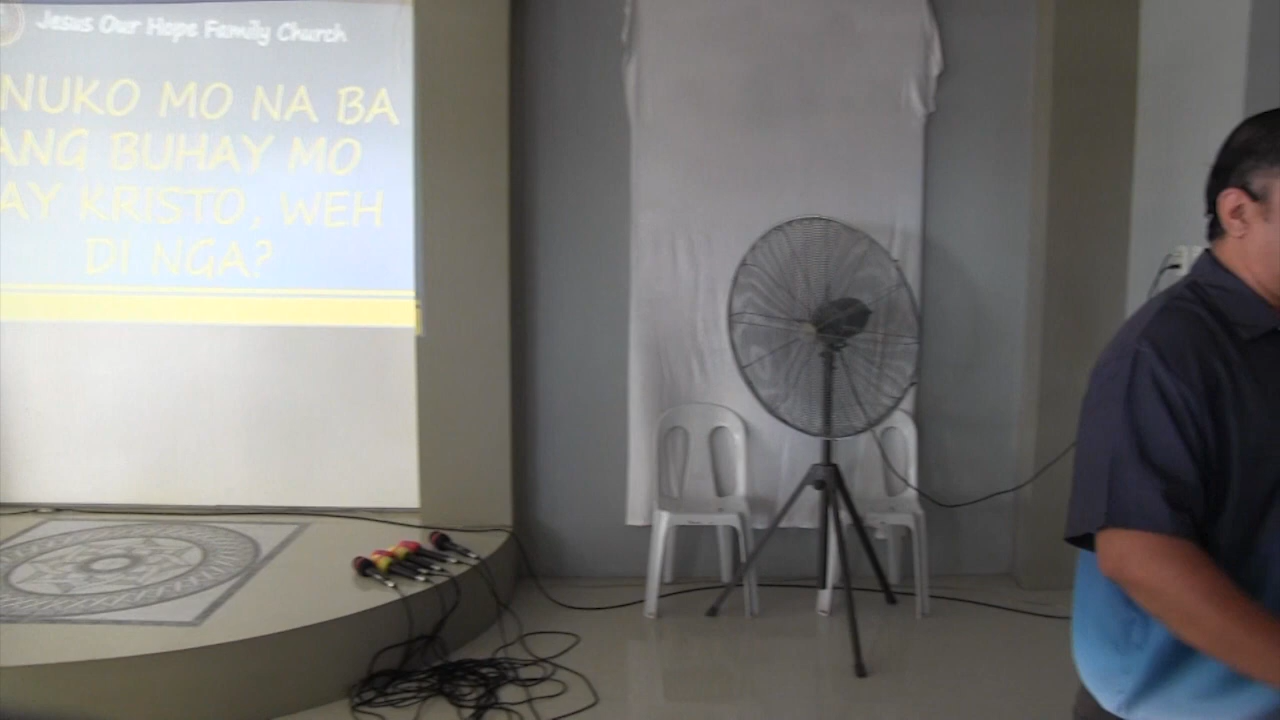 Jesus Our Hope Family Church
NUKO MO NA BA
ANG BUHAY MO
AY KRISTO, WEH
DI NGA?